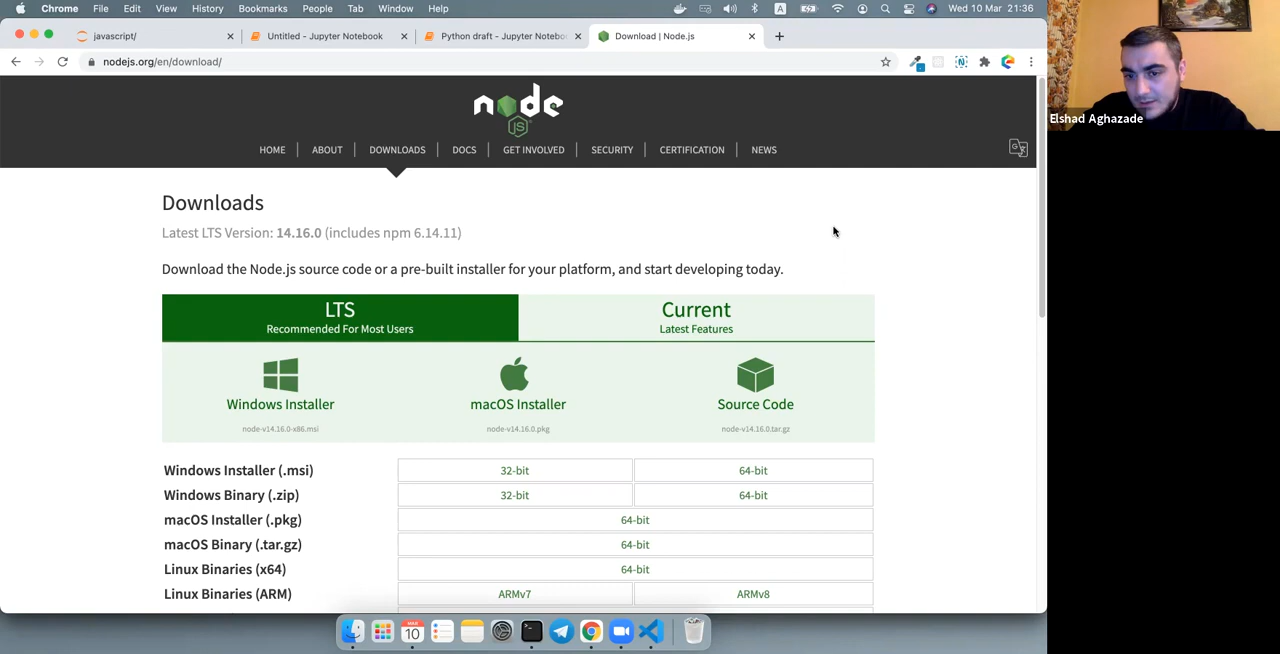 Chrome File Edit View History Bookmarks People Tab Window Help A Wed 10 Mar 21:36
javascript/ Untitled - Jupyter Notebook Python draft - Jupyter Noteboo Download | Node.js
nodejs.org/en/download/
node
JS
HOME ABOUT DOWNLOADS DOCS GET INVOLVED SECURITY CERTIFICATION NEWS
Elshad Aghazade
Downloads
Latest LTS Version: 14.16.0 (includes npm 6.14.11)
Download the Node.js source code or a pre-built installer for your platform, and start developing today.
LTS Current
Recommended For Most Users Latest Features
Windows Installer macOS Installer Source Code
node-v14.16.0-x86.msi node-v14.16.0.pkg node-v14.16.0.tar.gz
Windows Installer (.msi) 32-bit 64-bit
Windows Binary (.zip) 32-bit 64-bit
macOS Installer (.pkg) 64-bit
macOS Binary (.tar.gz) 64-bit
Linux Binaries (x64) 64-bit
Linux Binaries (ARM) ARMv7 ARMv8
10